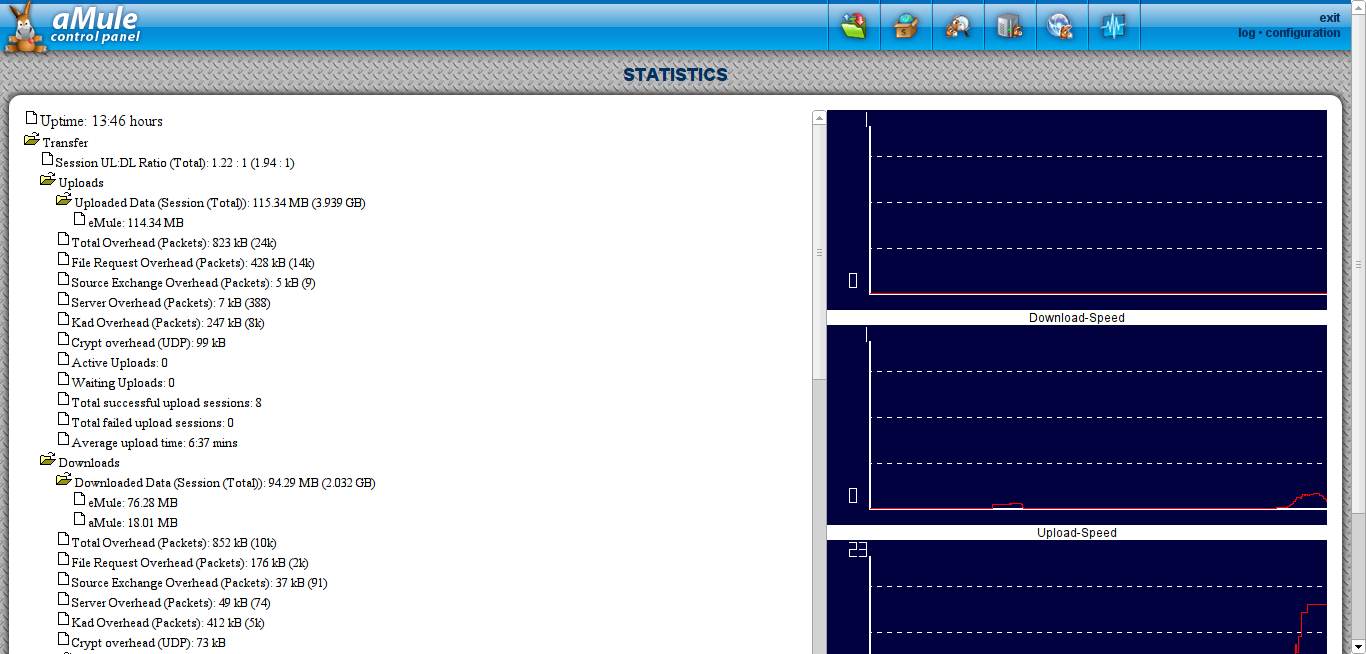 aMule
control panel
exit
log • configuration
STATISTICS
Uptime: 13:46 hours
Transfer
Session UL:DL Ratio (Total): 1.22 : 1 (1.94 : 1)
Uploads
Uploaded Data (Session (Total)): 115.34 MB (3.939 GB)
eMule: 114.34 MB
Total Overhead (Packets): 823 kB (24k)
File Request Overhead (Packets): 428 kB (14k)
Source Exchange Overhead (Packets): 5 kB (9)
Server Overhead (Packets): 7 kB (388)
Kad Overhead (Packets): 247 kB (8k)
Crypt overhead (UDP): 99 kB
Active Uploads: 0
Waiting Uploads: 0
Total successful upload sessions: 8
Total failed upload sessions: 0
Average upload time: 6:37 mins
Downloads
Downloaded Data (Session (Total)): 94.29 MB (2.032 GB)
eMule: 76.28 MB
aMule: 18.01 MB
Total Overhead (Packets): 852 kB (10k)
File Request Overhead (Packets): 176 kB (2k)
Source Exchange Overhead (Packets): 37 kB (91)
Server Overhead (Packets): 49 kB (74)
Kad Overhead (Packets): 412 kB (5k)
Crypt overhead (UDP): 73 kB
1
0
Download-Speed
1
0
Upload-Speed
23